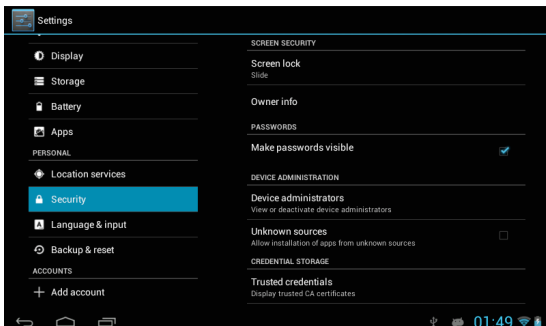 Settings
Display
Storage
Battery
Apps
PERSONAL
Location services
Security
Language & input
Backup & reset
ACCOUNTS
Add account
SCREEN SECURITY
Screen lock
Slide
Owner info
PASSWORDS
Make passwords visible
DEVICE ADMINISTRATION
Device administrators
View or deactivate device administrators
Unknown sources
Allow installation of apps from unknown sources
CREDENTIAL STORAGE
Trusted credentials
Display trusted CA certificates
01:49